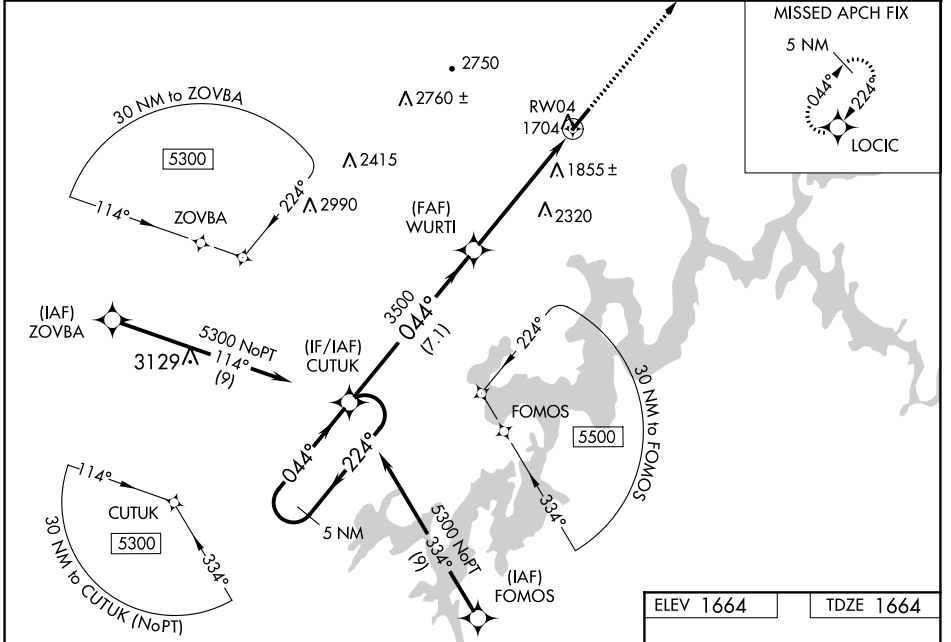 MISSED APCH FIX
5 NM
044°
224°
LOCIC
2750
2760 ±
RW04
1704
30 NM to ZOVBA
5300
2415
1855 ±
114°
ZOVBA
224°
2990
(FAF)
WURTI
2320
(IAF)
ZOVBA
5300 NoPT
114°
(9)
3129
3500
044°
(7.1)
(IF/IAF)
CUTUK
224°
FOMOS
5500
30 NM to FOMOS
334°
044°
224°
5 NM
114°
CUTUK
5300
334°
30 NM to CUTUK (NoPT)
5300 NoPT
334°
(9)
(IAF)
FOMOS
ELEV 1664
TDZE 1664